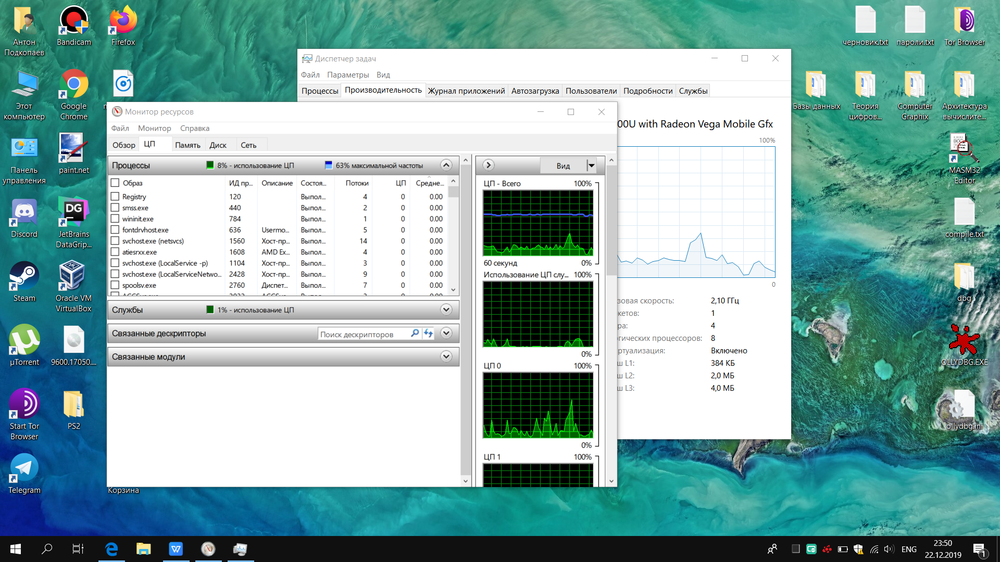 Антон
Подкопаев
Bandicam
Firefox
Этот
компьютер
Google
Chrome
Панель
управления
paint.net
Discord
JetBrains
DataGrip...
Steam
Oracle VM
VirtualBox
µTorrent
9600.17050....
Start Tor
Browser
PS2
Telegram
Корзина
Диспетчер задач
Файл Параметры Вид
Процессы Производительность Журнал приложений Автозагрузка Пользователи Подробности Службы
00U with Radeon Vega Mobile Gfx
100%
0
зовая скорость: 2,10 ГГц
кетов: 1
ра: 4
огических процессоров: 8
ртуализация: Включено
ш L1: 384 КБ
ш L2: 2,0 МБ
ш L3: 4,0 МБ
Монитор ресурсов
Файл Монитор Справка
Обзор ЦП Память Диск Сеть
Процессы 8% - использование ЦП 63% максимальной частоты
Образ ИД пр... Описание Состоя... Потоки ЦП Средне...
Registry 120 Выпол... 4 0 0.00
smss.exe 440 Выпол... 2 0 0.00
wininit.exe 784 Выпол... 1 0 0.00
fontdrvhost.exe 636 Usermo... Выпол... 5 0 0.00
svchost.exe (netsvcs) 1560 Хост-пр... Выпол... 14 0 0.00
atiesrxx.exe 1608 AMD Ex... Выпол... 4 0 0.00
svchost.exe (LocalService -p) 1104 Хост-пр... Выпол... 3 0 0.00
svchost.exe (LocalServiceNetwo... 2428 Хост-пр... Выпол... 9 0 0.00
spoolsv.exe 2760 Диспет... Выпол... 7 0 0.00
Службы 1% - использование ЦП
Связанные дескрипторы Поиск дескрипторов
Связанные модули
Вид
ЦП - Всего 100%
60 секунд 0%
Использование ЦП слу... 100%
0%
ЦП 0 100%
0%
ЦП 1 100%
черновик.txt
пароли.txt
Tor Browser
Базы данных
Теория
цифров...
Computer
Graphix
Архитектура
вычислите...
MASM32
Editor
compile.txt
dbg
OLLYDBG.EXE
ollydbg.ini
ENG
23:50
22.12.2019
1